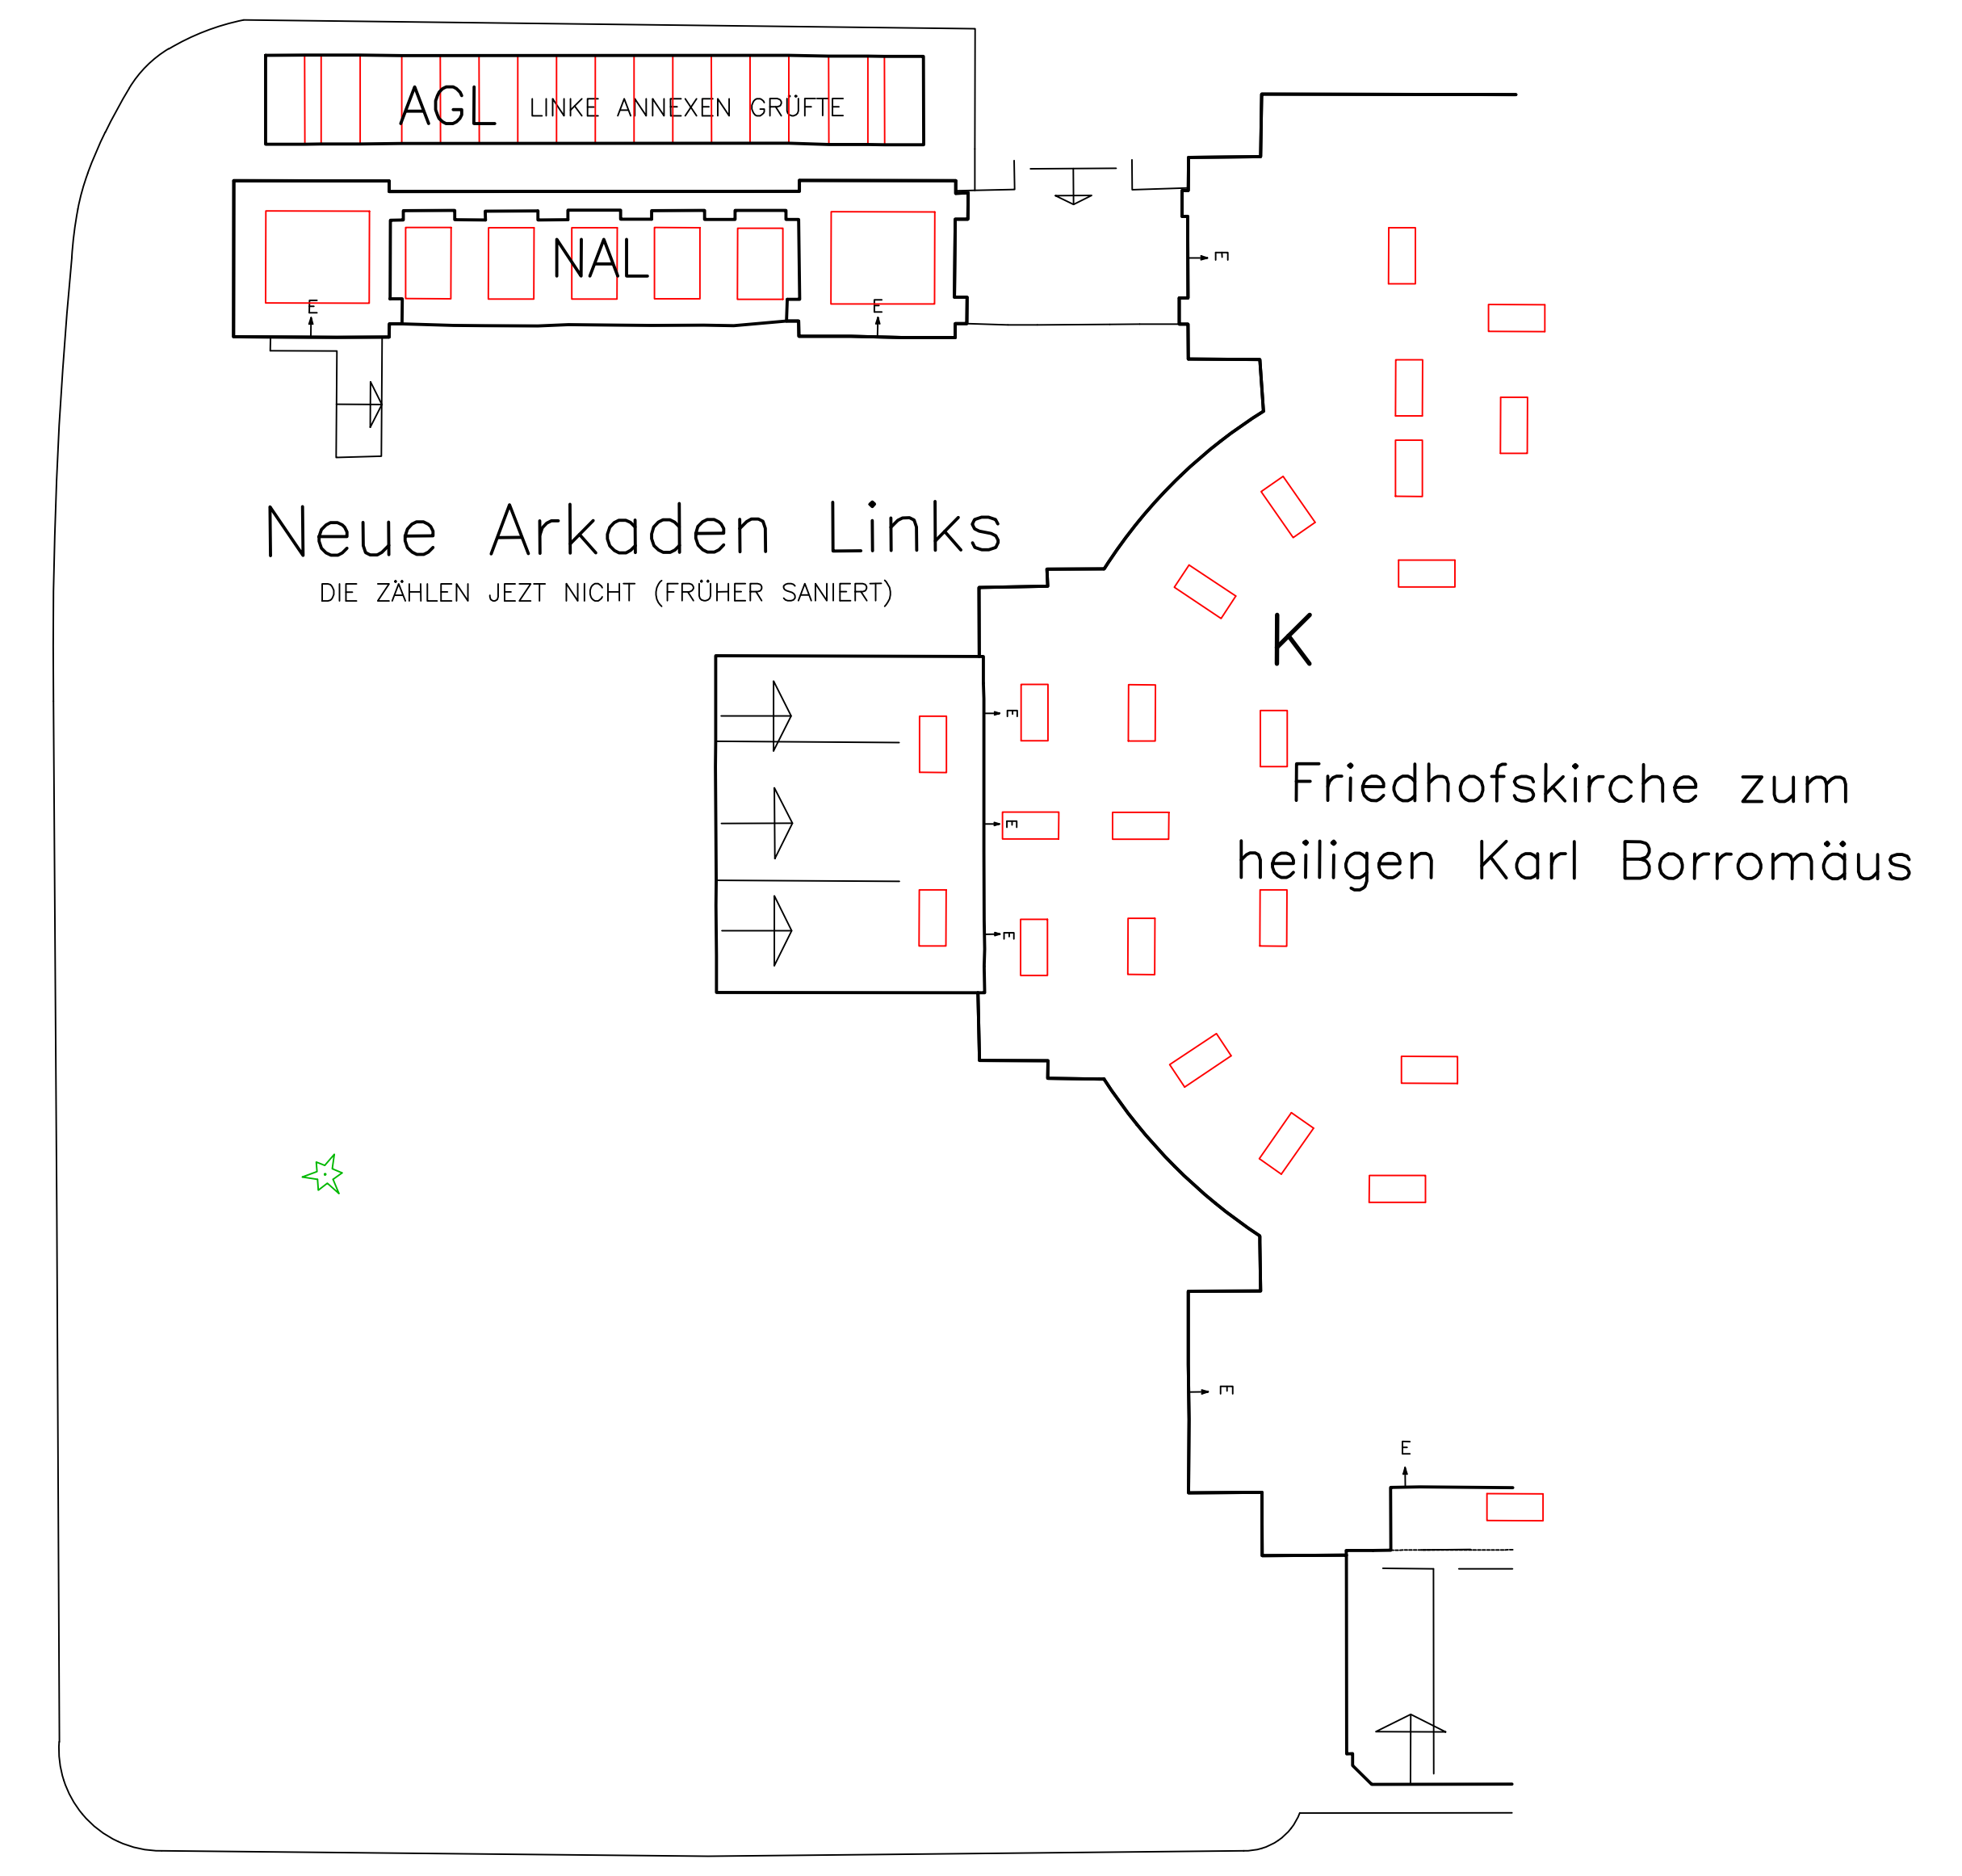 AGL LINKE ANNEXEN GRÜFTE
NAL
E
E
E
Neue Arkaden Links
DIE ZÄHLEN JEZT NICHT (FRÜHER SANIERT)
K
E
Friedhofskirche zum
E
heiligen Karl Borromäus
E
E
E